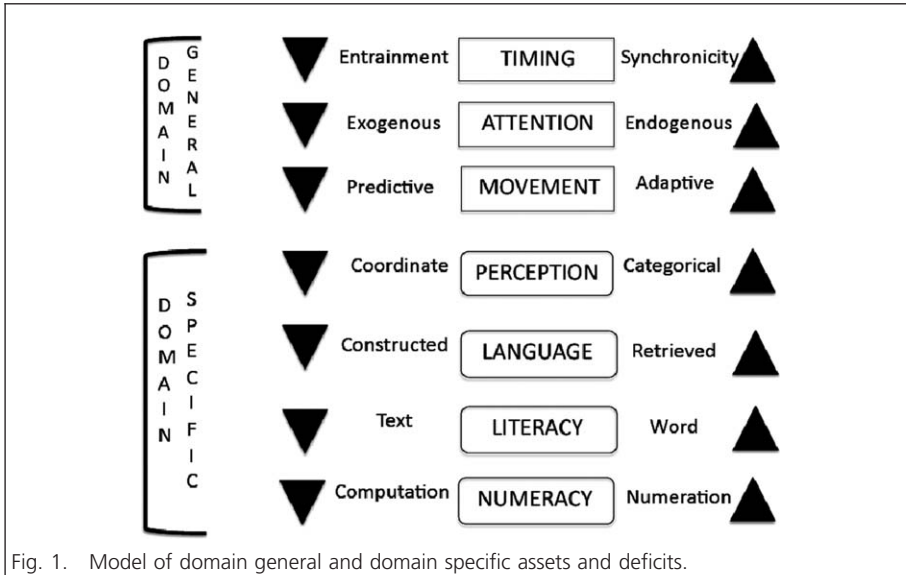 DOMAIN GENERAL
Entrainment TIMING Synchronicity
Exogenous ATTENTION Endogenous
Predictive MOVEMENT Adaptive
DOMAIN SPECIFIC
Coordinate PERCEPTION Categorical
Constructed LANGUAGE Retrieved
Text LITERACY Word
Computation NUMERACY Numeration
Fig. 1. Model of domain general and domain specific assets and deficits.